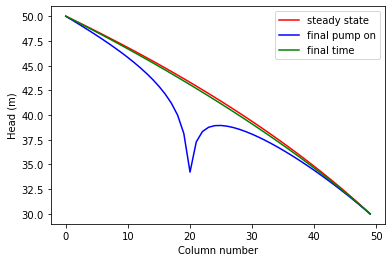 50.0
47.5
45.0
42.5
40.0
37.5
35.0
32.5
30.0
Head (m)
0 10 20 30 40 50
Column number
steady state
final pump on
final time